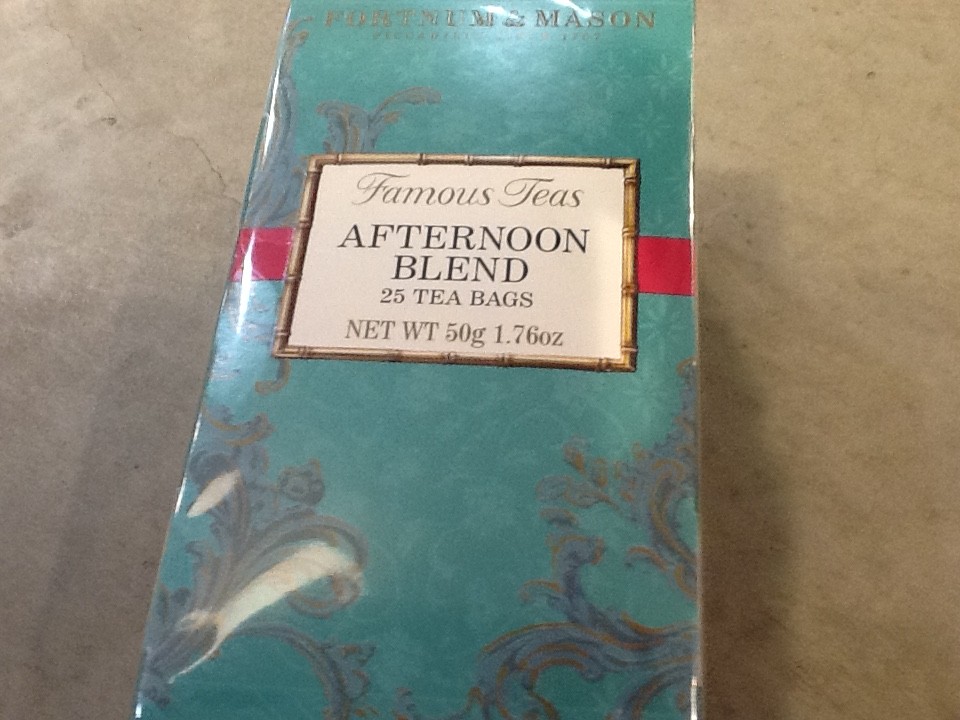 FORTNUM & MASON
Famous Teas
AFTERNOON
BLEND
25 TEA BAGS
NET WT 50g 1.76oz